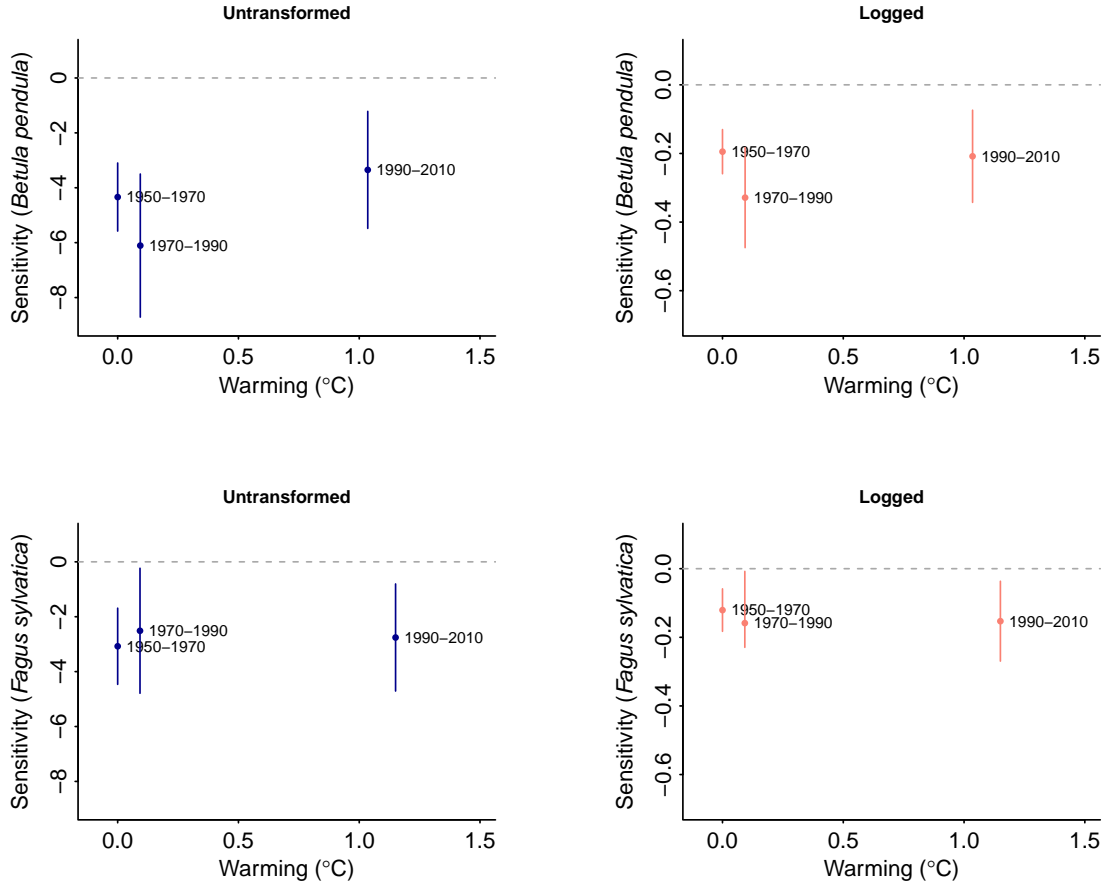 Untransformed
Sensitivity (Betula pendula)
0
−2
−4
−6
−8
1950−1970
1970−1990
1990−2010
0.0 0.5 1.0 1.5
Warming (°C)
Logged
Sensitivity (Betula pendula)
0.0
−0.2
−0.4
−0.6
1950−1970
1970−1990
1990−2010
0.0 0.5 1.0 1.5
Warming (°C)
Untransformed
Sensitivity (Fagus sylvatica)
0
−2
−4
−6
−8
1970−1990
1950−1970
1990−2010
0.0 0.5 1.0 1.5
Warming (°C)
Logged
Sensitivity (Fagus sylvatica)
0.0
−0.2
−0.4
−0.6
1950−1970
1970−1990
1990−2010
0.0 0.5 1.0 1.5
Warming (°C)